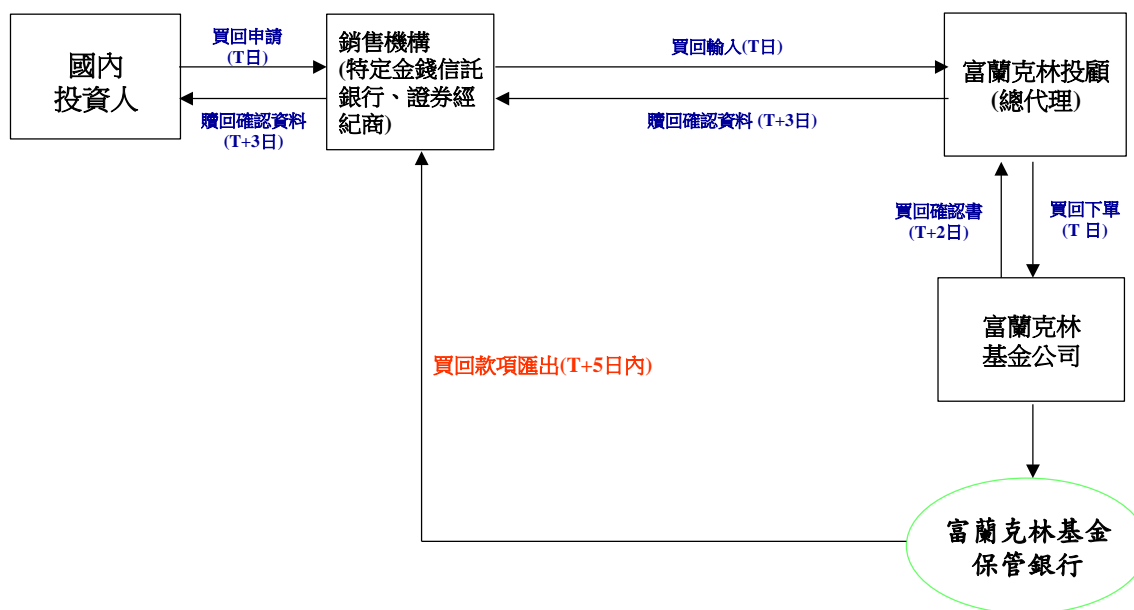 國內
投資人
買回申請
(T日)
贖回確認資料
(T+3日)
銷售機構
(特定金錢信託
銀行、證券經
紀商)
買回輸入(T日)
贖回確認資料 (T+3日)
富蘭克林投顧
(總代理)
買回確認書
(T+2日)
買回下單
(T 日)
富蘭克林
基金公司
買回款項匯出(T+5日內)
富蘭克林基金
保管銀行